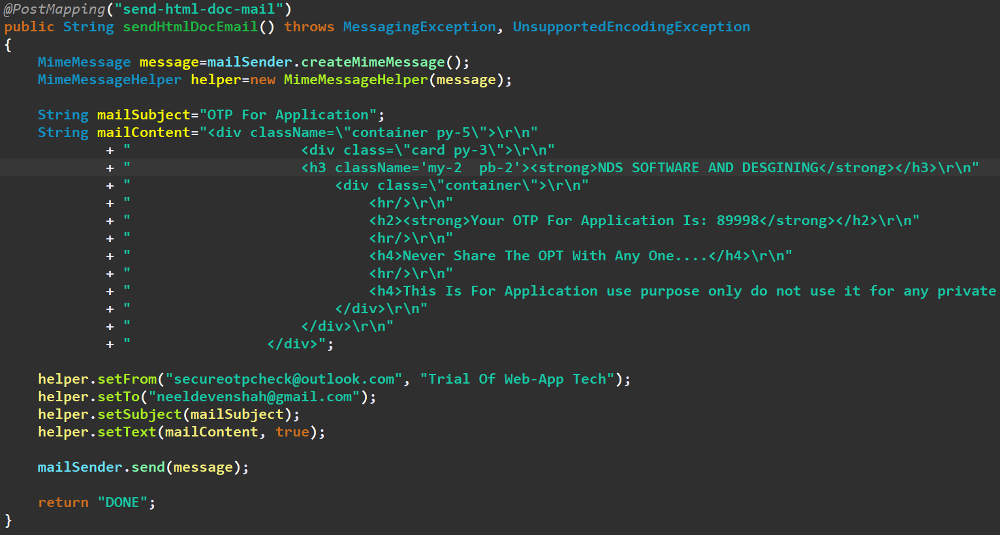 @PostMapping("send-html-doc-mail")
public String sendHtmlDocEmail() throws MessagingException, UnsupportedEncodingException
{
    MimeMessage message=mailSender.createMimeMessage();
    MimeMessageHelper helper=new MimeMessageHelper(message);

    String mailSubject="OTP For Application";
    String mailContent="<div className=\"container py-5\">\r\n"
            + "                    <div class=\"card py-3\">\r\n"
            + "                    <h3 className='my-2  pb-2'><strong>NDS SOFTWARE AND DESGINING</strong></h3>\r\n"
            + "                        <div class=\"container\">\r\n"
            + "                            <hr/>\r\n"
            + "                            <h2><strong>Your OTP For Application Is: 89998</strong></h2>\r\n"
            + "                            <hr/>\r\n"
            + "                            <h4>Never Share The OPT With Any One....</h4>\r\n"
            + "                            <hr/>\r\n"
            + "                            <h4>This Is For Application use purpose only do not use it for any private
            + "                        </div>\r\n"
            + "                    </div>\r\n"
            + "                </div>";

    helper.setFrom("secureotpcheck@outlook.com", "Trial Of Web-App Tech");
    helper.setTo("neeldevenshah@gmail.com");
    helper.setSubject(mailSubject);
    helper.setText(mailContent, true);

    mailSender.send(message);

    return "DONE";
}